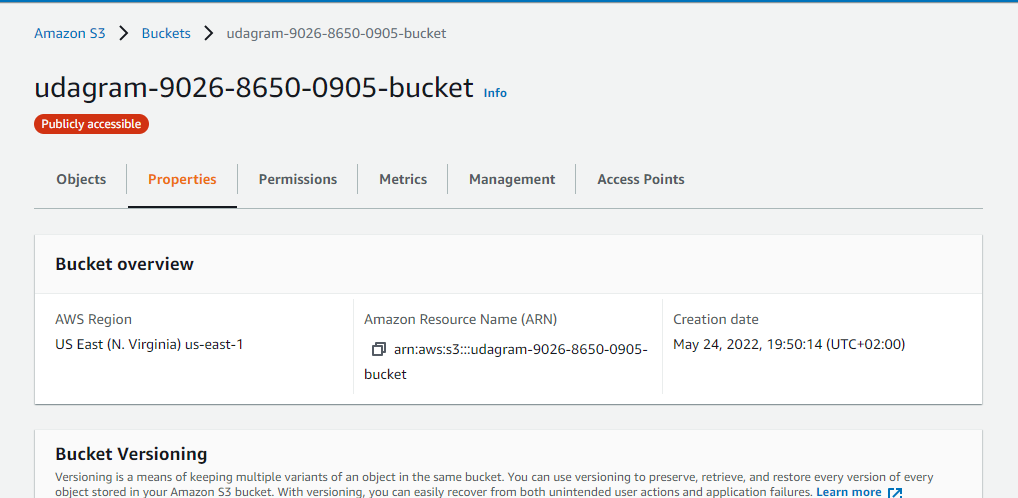 Amazon S3 > Buckets > udagram-9026-8650-0905-bucket
udagram-9026-8650-0905-bucket Info
Publicly accessible
Objects Properties Permissions Metrics Management Access Points
Bucket overview
AWS Region
US East (N. Virginia) us-east-1
Amazon Resource Name (ARN)
arn:aws:s3:::udagram-9026-8650-0905-
bucket
Creation date
May 24, 2022, 19:50:14 (UTC+02:00)
Bucket Versioning
Versioning is a means of keeping multiple variants of an object in the same bucket. You can use versioning to preserve, retrieve, and restore every version of every
object stored in your Amazon S3 bucket. With versioning, you can easily recover from both unintended user actions and application failures. Learn more